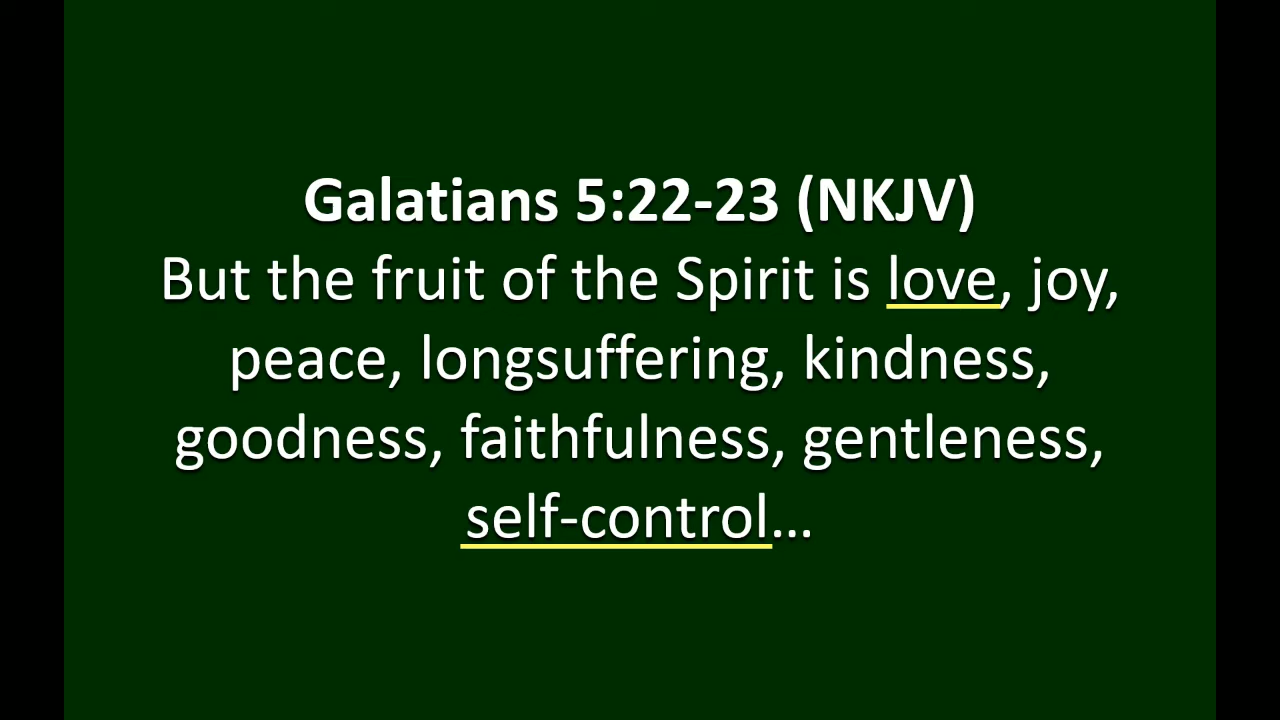 Galatians 5:22-23 (NKJV)
But the fruit of the Spirit is love, joy,
peace, longsuffering, kindness,
goodness, faithfulness, gentleness,
self-control…